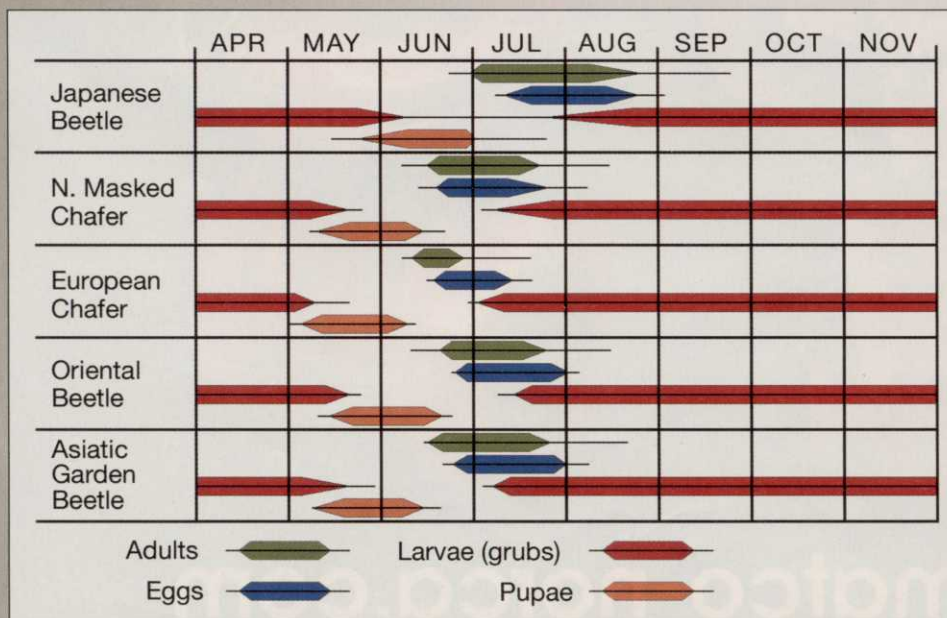 APR MAY JUN JUL AUG SEP OCT NOV
Japanese
Beetle
N. Masked
Chafer
European
Chafer
Oriental
Beetle
Asiatic
Garden
Beetle
Adults Larvae (grubs)
Eggs Pupae